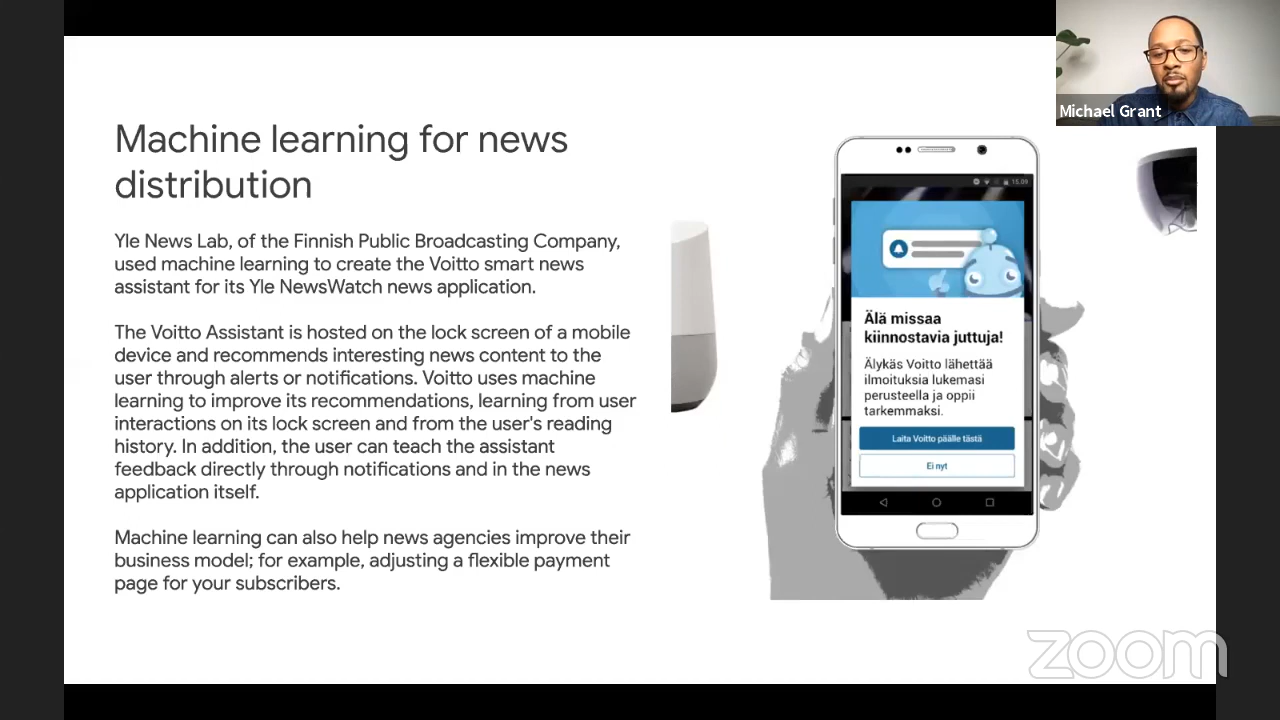 Machine learning for news
distribution
Yle News Lab, of the Finnish Public Broadcasting Company,
used machine learning to create the Voitto smart news
assistant for its Yle NewsWatch news application.
The Voitto Assistant is hosted on the lock screen of a mobile
device and recommends interesting news content to the
user through alerts or notifications. Voitto uses machine
learning to improve its recommendations, learning from user
interactions on its lock screen and from the user's reading
history. In addition, the user can teach the assistant
feedback directly through notifications and in the news
application itself.
Machine learning can also help news agencies improve their
business model; for example, adjusting a flexible payment
page for your subscribers.
15.09
Älä missaa
kiinnostavia juttuja!
Älykäs Voitto lähettää
ilmoituksia lukemasi
perusteella ja oppii
tarkemmaksi.
Laita Voitto päälle tästä
Ei nyt
Michael Grant
zoom